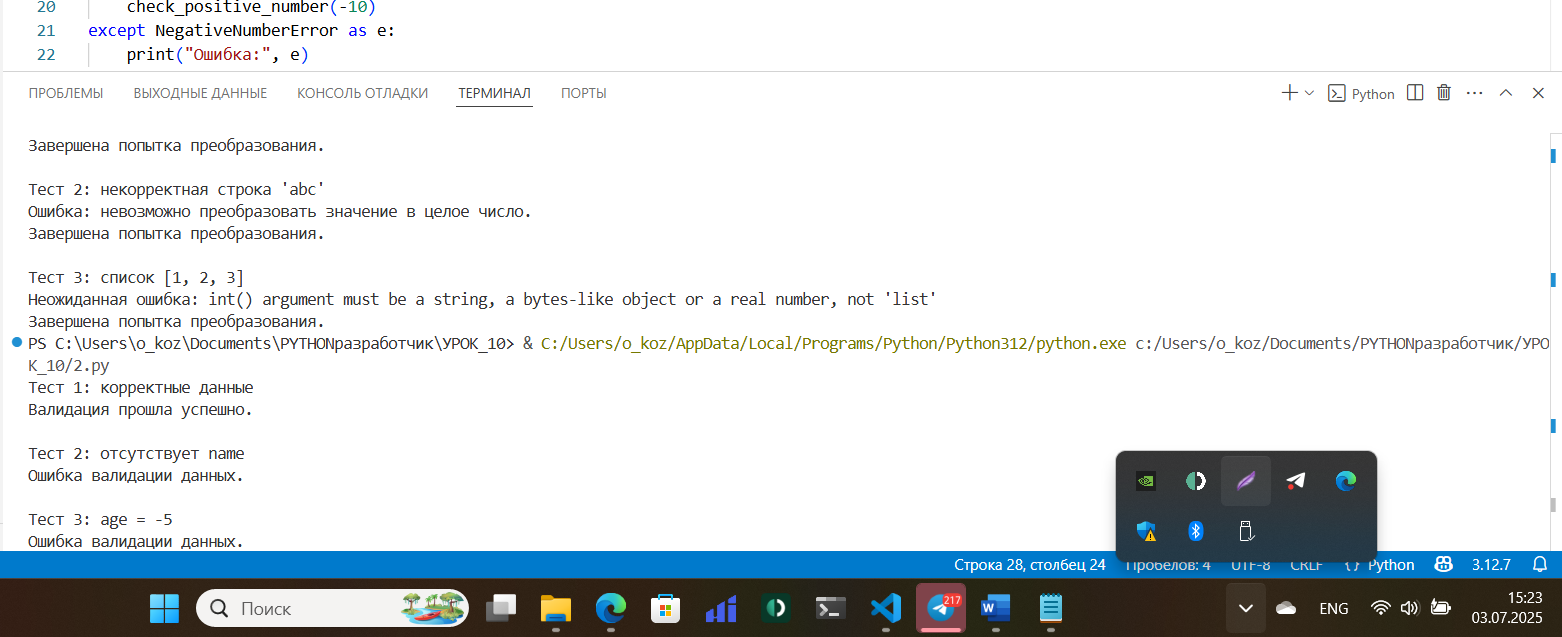 20 check_positive_number(-10)
21 except NegativeNumberError as e:
22 print("Ошибка:", e)
ПРОБЛЕМЫ ВЫХОДНЫЕ ДАННЫЕ КОНСОЛЬ ОТЛАДКИ ТЕРМИНАЛ ПОРТЫ Python
Завершена попытка преобразования.
Тест 2: некорректная строка 'abc'
Ошибка: невозможно преобразовать значение в целое число.
Завершена попытка преобразования.
Тест 3: список [1, 2, 3]
Неожиданная ошибка: int() argument must be a string, a bytes-like object or a real number, not 'list'
Завершена попытка преобразования.
PS C:\Users\o_koz\Documents\PYTHONразработчик\УРОК_10> & C:/Users/o_koz/AppData/Local/Programs/Python/Python312/python.exe c:/Users/o_koz/Documents/PYTHONразработчик/УРО
К_10/2.py
Тест 1: корректные данные
Валидация прошла успешно.
Тест 2: отсутствует name
Ошибка валидации данных.
Тест 3: age = -5
Ошибка валидации данных.
Строка 28, столбец 24 Пробелов: 4 UTF-8 CRLF {} Python 3.12.7
Поиск 217 ENG 15:23
03.07.2025